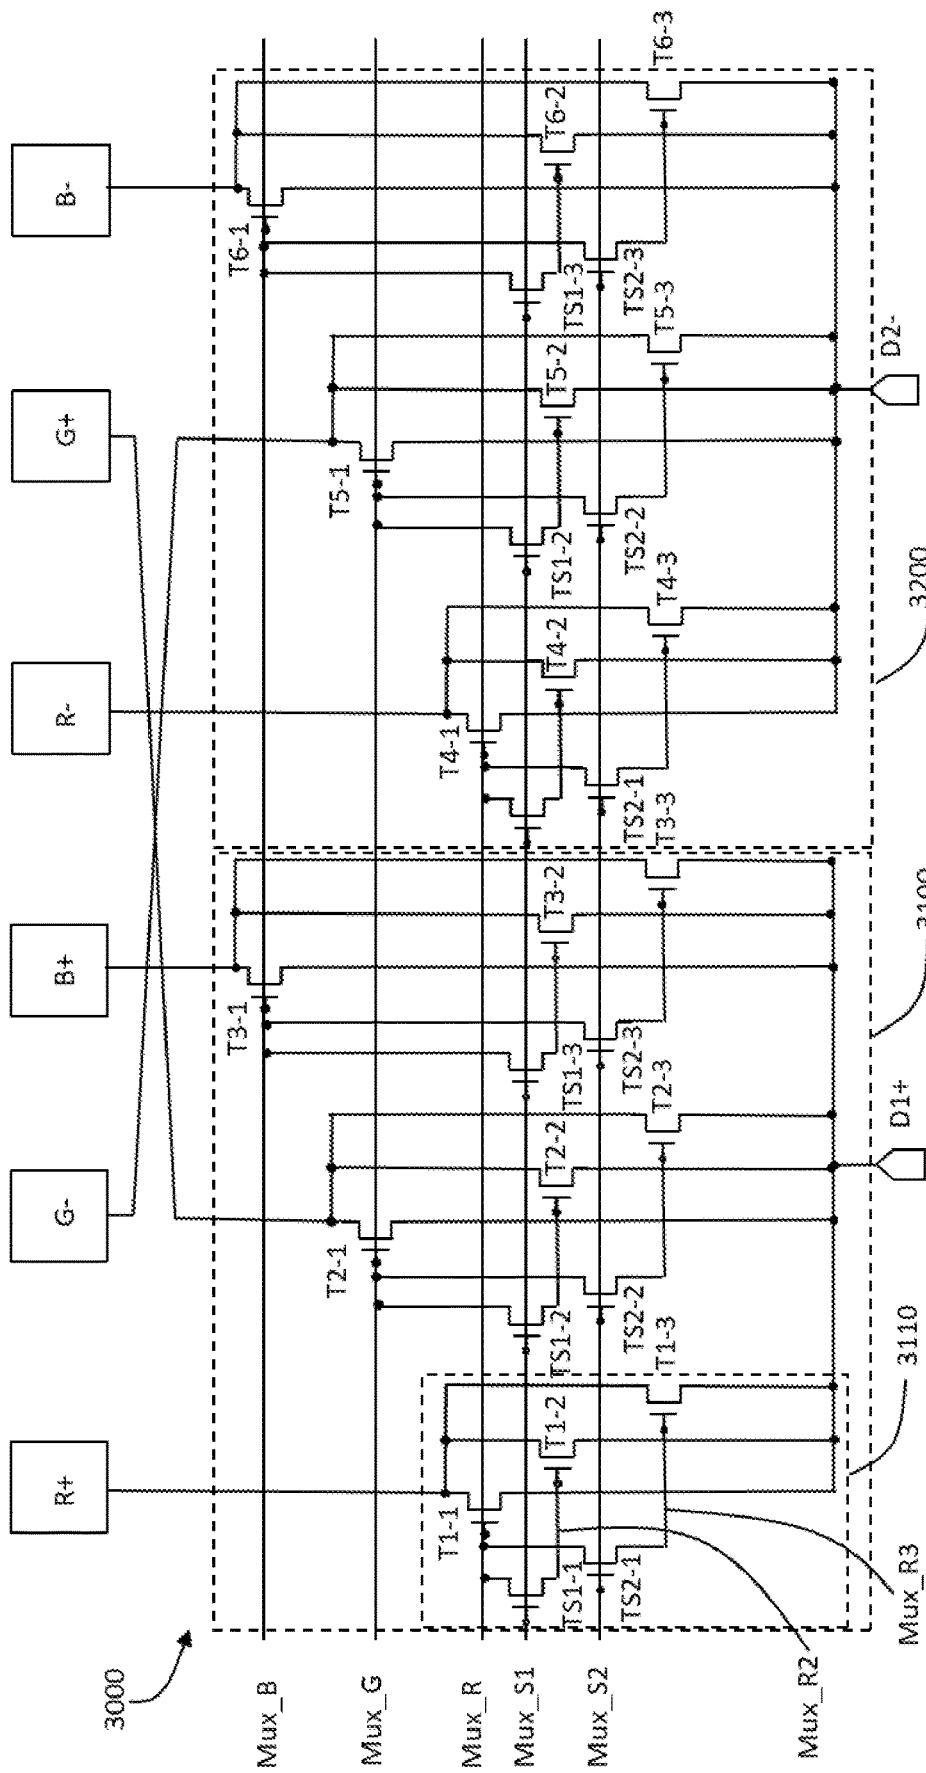 3000
R+
G-
B+
R-
G+
B-
Mux_B
T3-1
T6-1
Mux_G
T2-1
T5-1
Mux_R
T1-1
T4-1
Mux_S1
TS1-1
T1-2
TS1-2
T2-2
TS1-3
T3-2
T4-2
TS1-2
T5-2
TS1-3
T6-2
Mux_S2
TS2-1
T1-3
TS2-2
T2-3
TS2-3
T3-3
TS2-1
T4-3
TS2-2
T5-3
TS2-3
T6-3
Mux_R2
Mux_R3
3110
D1+
3100
3200
D2-